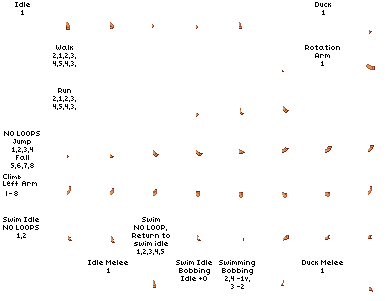 Idle
1
Duck
1
Walk
2,1,2,3,
4,5,4,3,
Rotation
Arm
1
Run
2,1,2,3,
4,5,4,3,
NO LOOPS
Jump
1,2,3,4
Fall
5,6,7,8
Climb
Left Arm
1-8
Swim Idle
NO LOOPS
1,2
Swim
NO LOOP,
Return to
swim idle
1,2,3,4,5
Swim Idle
Bobbing
Idle +0
Swimming
Bobbing
2,4 -1v,
3 -2
Idle Melee
1
Duck Melee
1